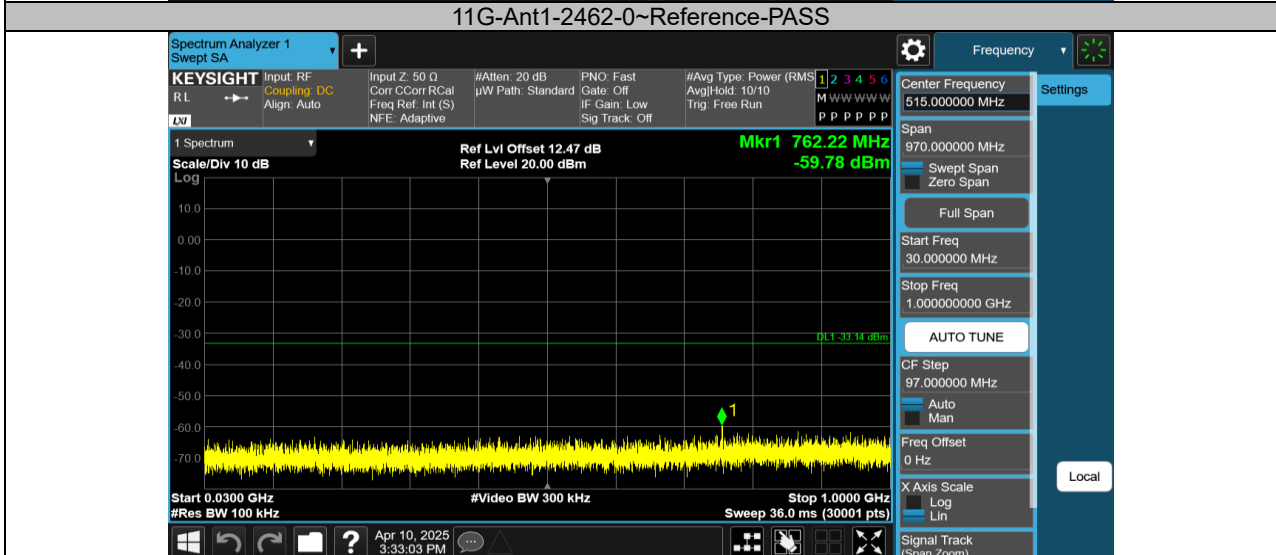 11G-Ant1-2462-0~Reference-PASS
Spectrum Analyzer 1
Swept SA
+
Frequency
KEYSIGHT
RL
LXI
Input: RF
Coupling: DC
Align: Auto
Input Z: 50 Ω
Corr CCorr RCal
Freq Ref: Int (S)
NFE: Adaptive
#Atten: 20 dB
µW Path: Standard
PNO: Fast
Gate: Off
IF Gain: Low
Sig Track: Off
#Avg Type: Power (RMS
Avg|Hold: 10/10
Trig: Free Run
1 2 3 4 5 6
M W W W W W
P P P P P P
1 Spectrum
Scale/Div 10 dB
Log
Ref Lvl Offset 12.47 dB
Ref Level 20.00 dBm
Mkr1 762.22 MHz
-59.78 dBm
10.0
0.00
-10.0
-20.0
-30.0
DL1 -33.14 dBm
-40.0
-50.0
1
-60.0
-70.0
Start 0.0300 GHz
#Res BW 100 kHz
#Video BW 300 kHz
Stop 1.0000 GHz
Sweep 36.0 ms (30001 pts)
Center Frequency
515.000000 MHz
Settings
Span
970.000000 MHz
Swept Span
Zero Span
Full Span
Start Freq
30.000000 MHz
Stop Freq
1.000000000 GHz
AUTO TUNE
CF Step
97.000000 MHz
Auto
Man
Freq Offset
0 Hz
X Axis Scale
Log
Lin
Local
Signal Track
(Span Zoom)
?
Apr 10, 2025
3:33:03 PM